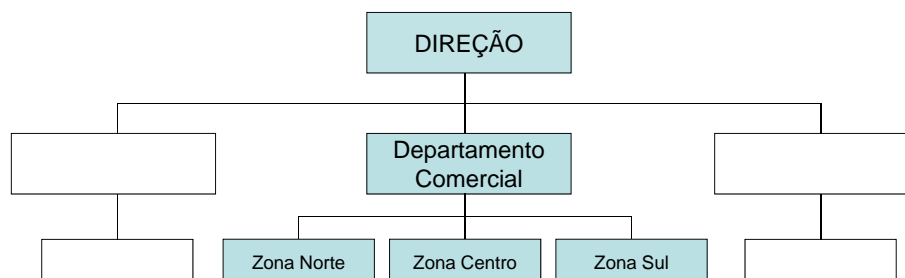 DIREÇÃO
Departamento
Comercial
Zona Norte
Zona Centro
Zona Sul